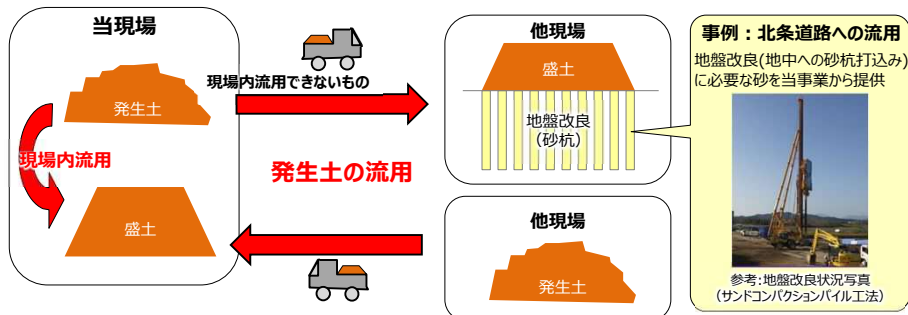 当現場
発生土
現場内流用
盛土
現場内流用できないもの
発生土の流用
他現場
盛土
地盤改良
(砂杭)
他現場
発生土
事例:北条道路への流用
地盤改良(地中への砂杭打込み)
に必要な砂を当事業から提供
参考:地盤改良状況写真
(サンドコンパクションパイル工法)